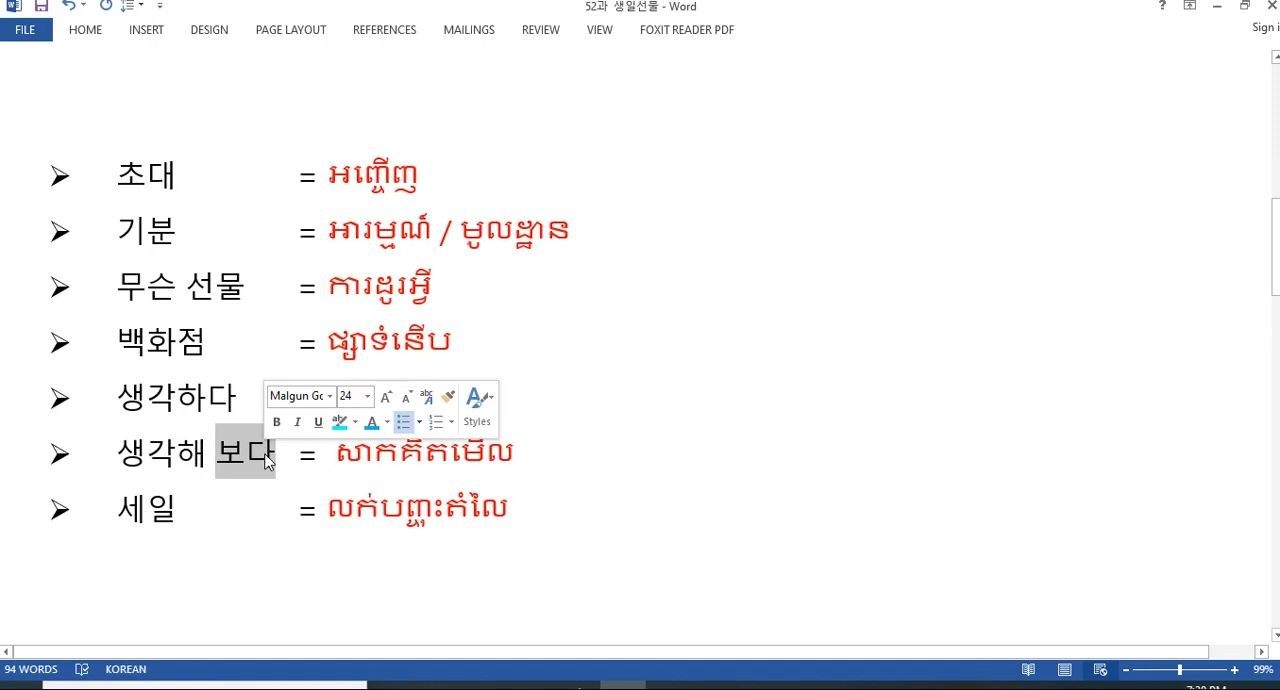 52과 생일선물 - Word
FILE HOME INSERT DESIGN PAGE LAYOUT REFERENCES MAILINGS REVIEW VIEW FOXIT READER PDF Sign i
➢ 초대 = អញ្ជើញ
➢ 기분 = អារម្មណ៍ / មូលដ្ឋាន
➢ 무슨 선물 = ការដូរអ្វី
➢ 백화점 = ផ្សាទំនើប
➢ 생각하다
Malgun Gc 24
B I U abc A Styles
➢ 생각해 보다 = សាកគិតមើល
➢ 세일 = លក់បញ្ចុះតំលៃ
94 WORDS KOREAN 99%